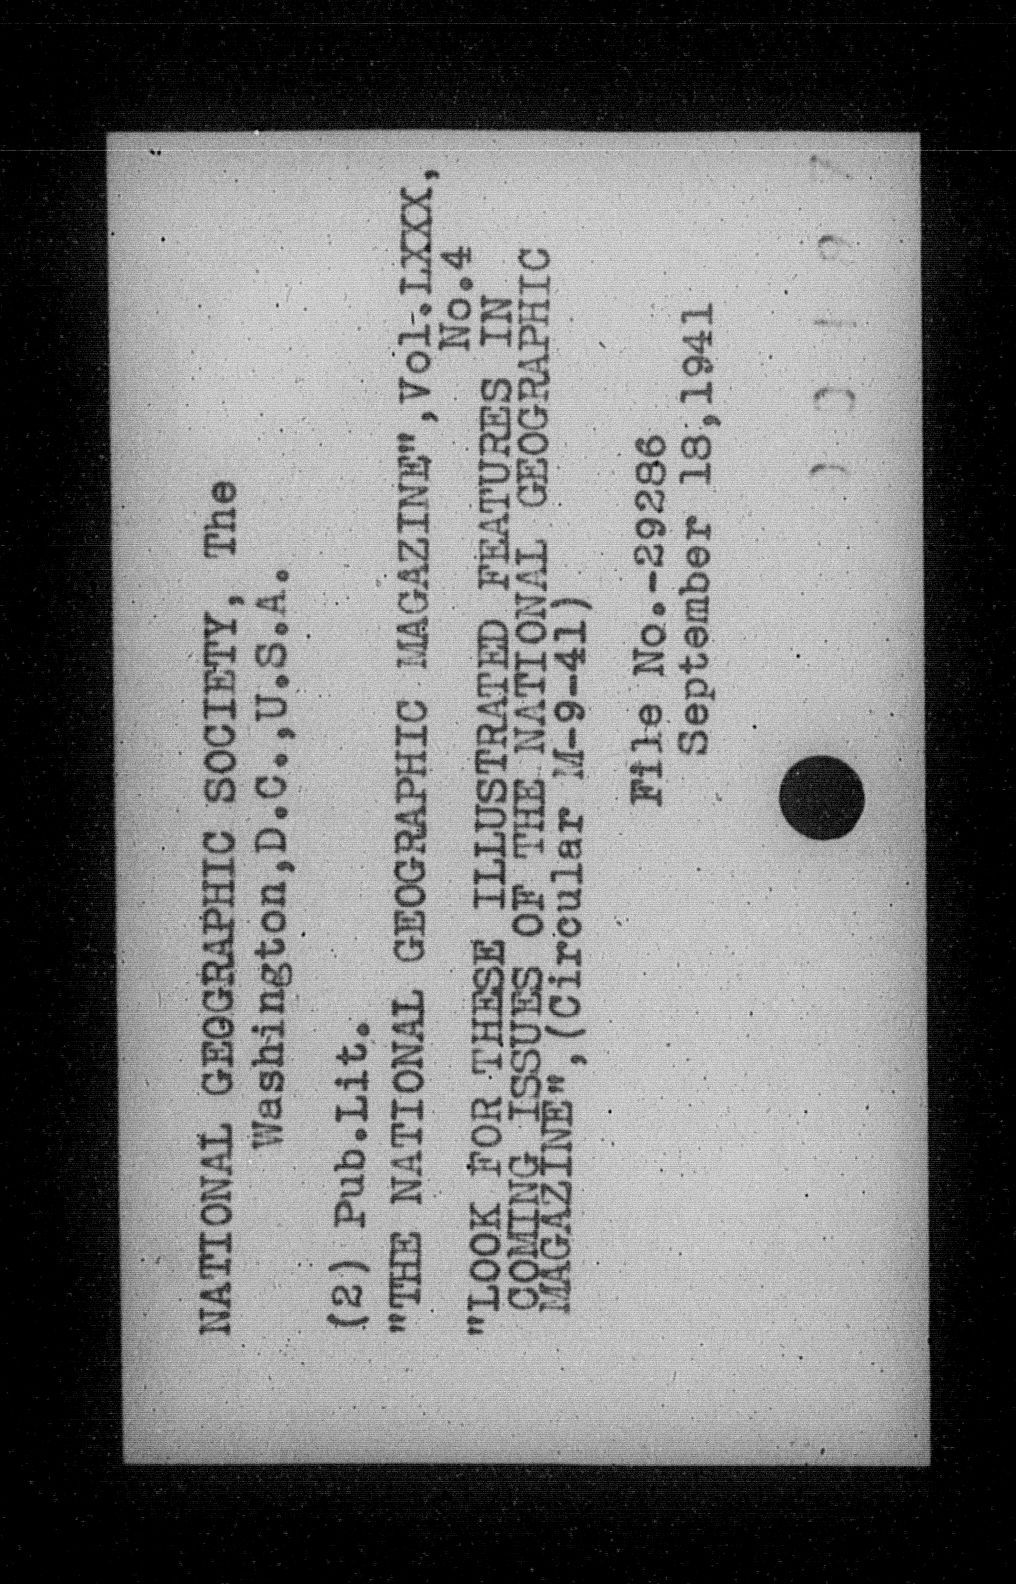 NATIONAL GEOGRAPHIC SOCIETY, The
Washington,D.C.,U.S.A.
(2) Pub.Lit.
"THE NATIONAL GEOGRAPHIC MAGAZINE",Vol.LXXX,
No.4
"LOOK FOR THESE ILLUSTRATED FEATURES IN
COMING ISSUES OF THE NATIONAL GEOGRAPHIC
MAGAZINE",(Circular M-9-41)
File No.-29286
September 18,1941